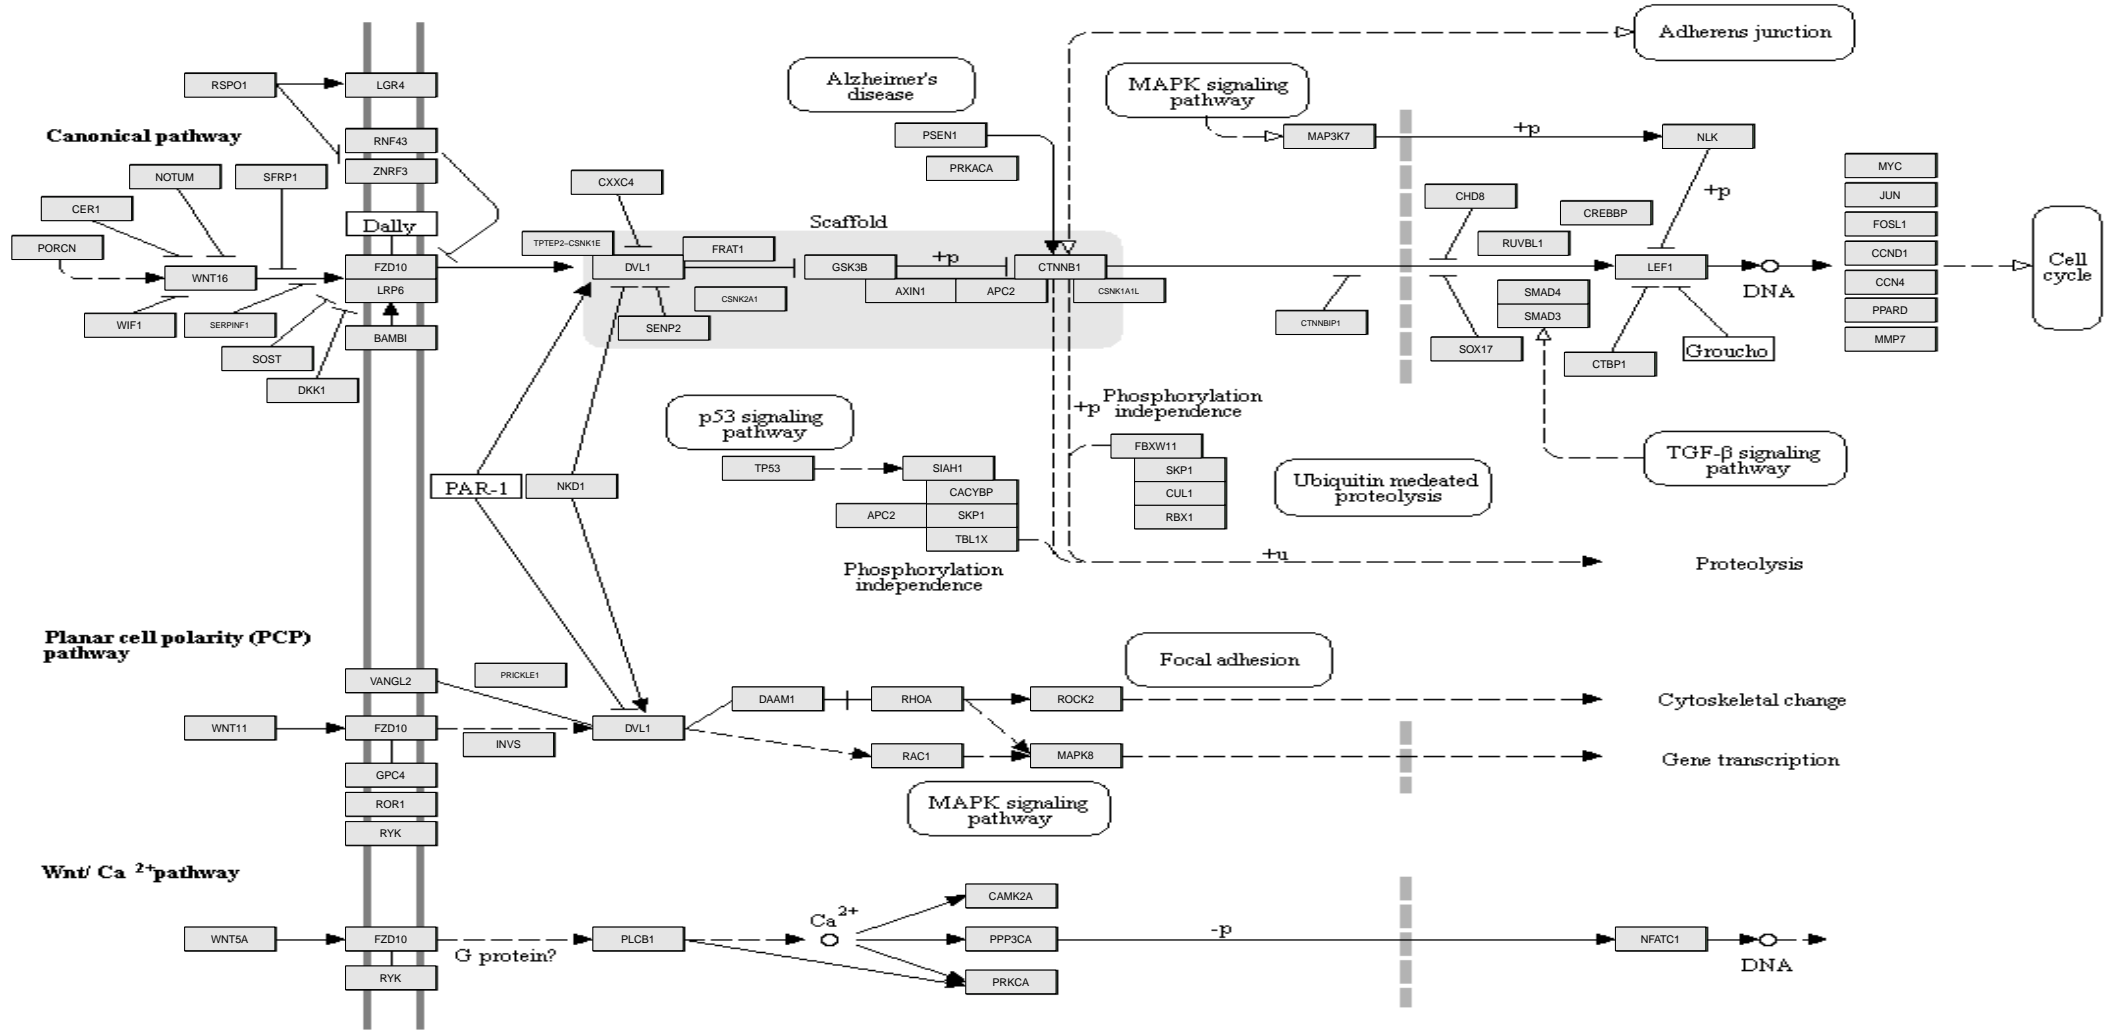 Adherens junction
Alzheimer's
disease
MAPK signaling
pathway
RSPO1
LGR4
Canonical pathway
RNF43
PSEN1
MAP3K7
+p
NLK
ZNRF3
PRKACA
MYC
NOTUM
SFRP1
CXXC4
+p
JUN
CER1
CHD8
CREBBP
Dally
Scaffold
FOSL1
PORCN
TPTEP2-CSNK1E
FRAT1
RUVBL1
CCND1
Cell
cycle
WNT16
FZD10
DVL1
GSK3B
+p
CTNNB1
LEF1
DNA
CCN4
LRP6
CSNK2A1
AXIN1
APC2
CSNK1A1L
SMAD4
SMAD3
PPARD
WIF1
SERPINF1
SENP2
CTNNBIP1
BAMBI
MMP7
SOST
SOX17
Groucho
CTBP1
DKK1
Phosphorylation
independence
+p
p53 signaling
pathway
FBXW11
TGF-β signaling
pathway
TP53
SIAH1
SKP1
Ubiquitin medeated
proteolysis
PAR-1
NKD1
CACYBP
CUL1
APC2
SKP1
RBX1
TBL1X
+u
Proteolysis
Phosphorylation
independence
Planar cell polarity (PCP)
pathway
Focal adhesion
VANGL2
PRICKLE1
DAAM1
RHOA
ROCK2
Cytoskeletal change
WNT11
FZD10
INVS
DVL1
RAC1
MAPK8
Gene transcription
GPC4
ROR1
MAPK signaling
pathway
RYK
Wnt/ Ca 2+pathway
CAMK2A
Ca2+
WNT5A
FZD10
G protein?
PLCB1
PPP3CA
-p
NFATC1
DNA
RYK
PRKCA